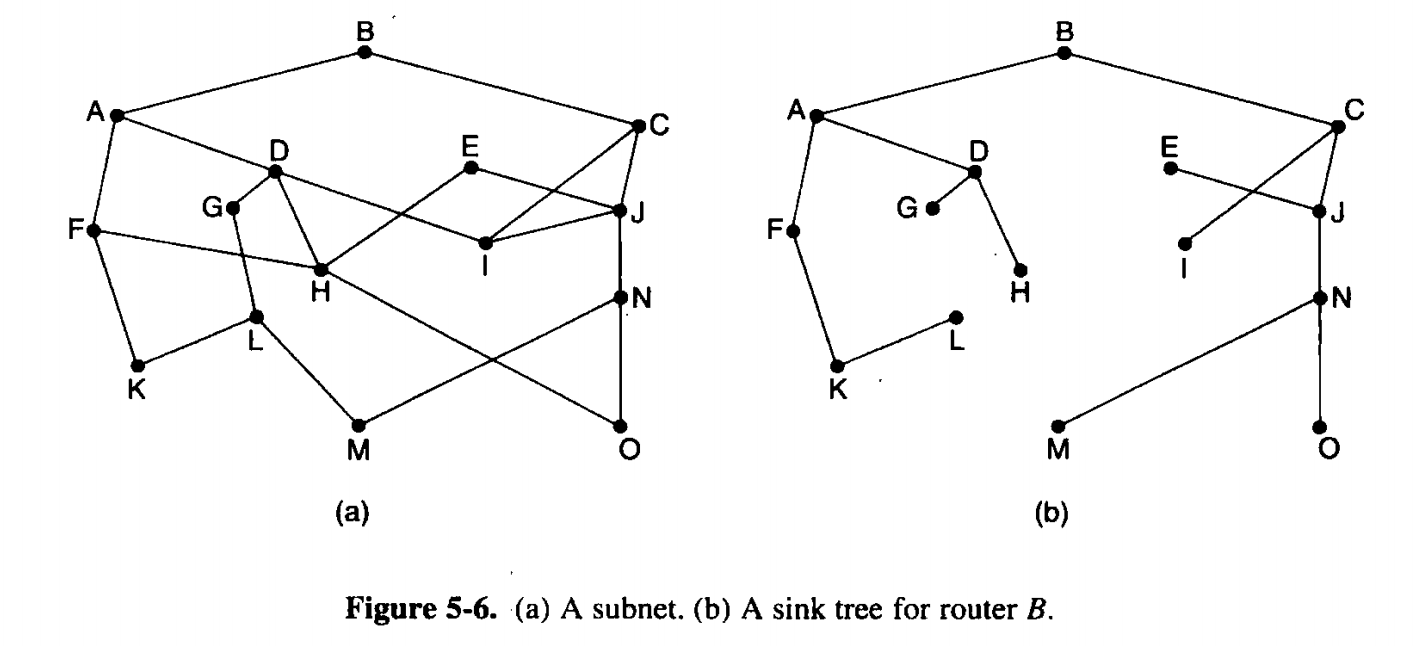 B
B
A
C
A
C
D
E
D
E
G
J
G
J
F
F
I
I
H
H
N
N
L
L
K
K
M
O
M
O
(a)
(b)
Figure 5-6. (a) A subnet. (b) A sink tree for router B.